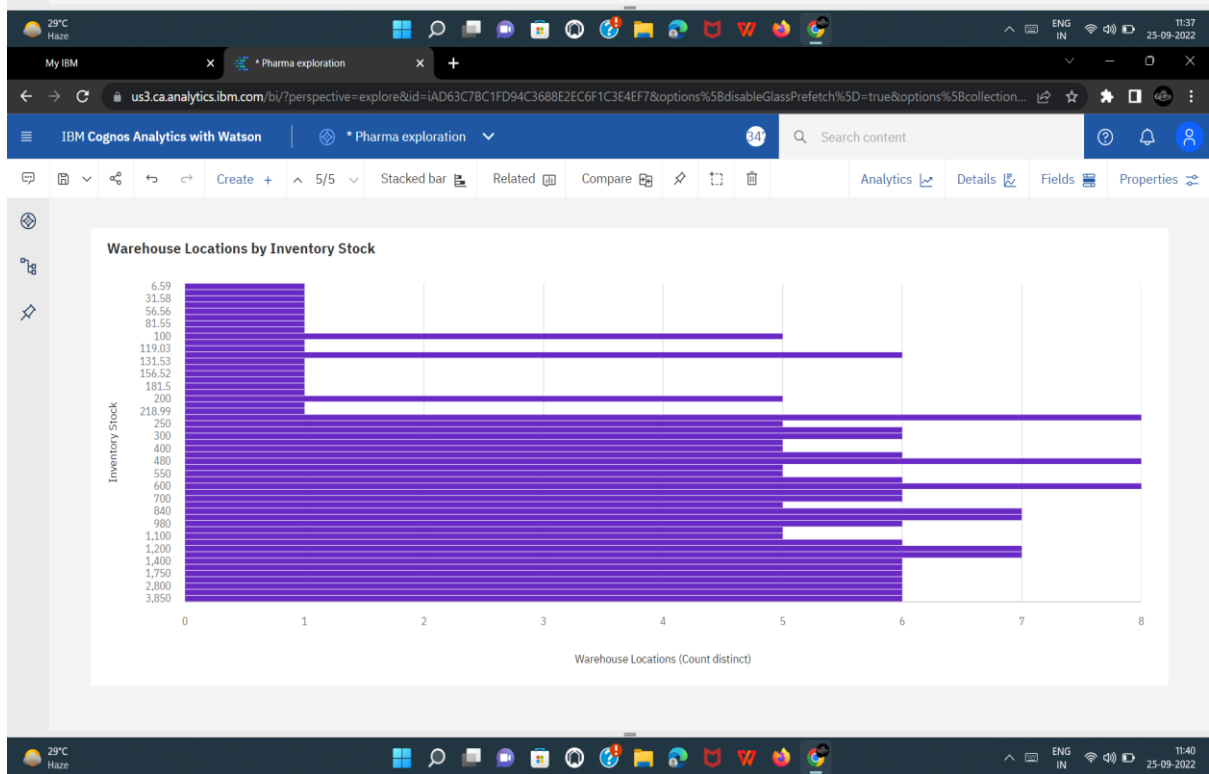 29°C
Haze
ENG
IN
11:37
25-09-2022
My IBM
* Pharma exploration
us3.ca.analytics.ibm.com/bi/?perspective=explore&id=iAD63C7BC1FD94C3688E2EC6F1C3E4EF7&options%5BdisableGlassPrefetch%5D=true&options%5Bcollection...
IBM Cognos Analytics with Watson
* Pharma exploration
Search content
Create +
5/5
Stacked bar
Related
Compare
Analytics
Details
Fields
Properties
Warehouse Locations by Inventory Stock
Inventory Stock
6.59
31.58
56.56
81.55
100
119.03
131.53
156.52
181.5
200
218.99
250
300
400
480
550
600
700
840
980
1,100
1,200
1,400
1,750
2,800
3,850
0 1 2 3 4 5 6 7 8
Warehouse Locations (Count distinct)
29°C
Haze
ENG
IN
11:40
25-09-2022